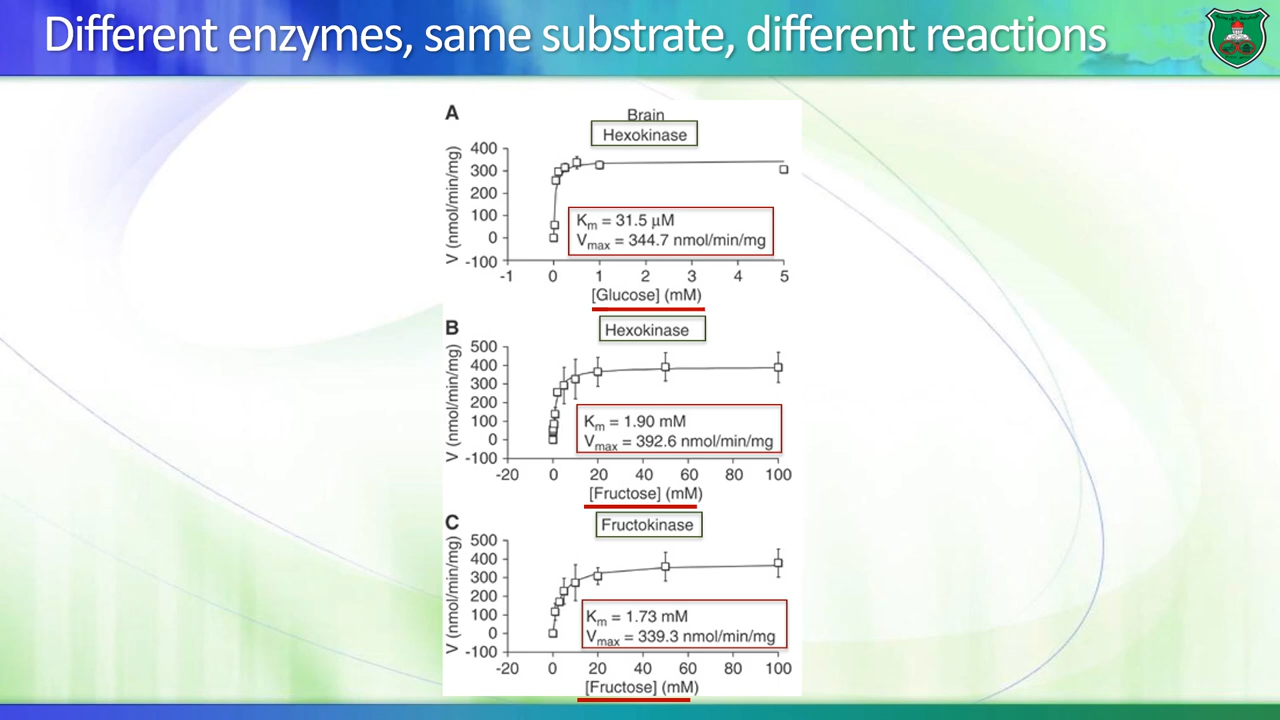 Different enzymes, same substrate, different reactions
A
Brain
Hexokinase
V (nmol/min/mg)
400
300
200
100
0
-100
Km = 31.5 μM
Vmax = 344.7 nmol/min/mg
-1 0 1 2 3 4 5
[Glucose] (mM)
B
Hexokinase
V (nmol/min/mg)
500
400
300
200
100
0
-100
Km = 1.90 mM
Vmax = 392.6 nmol/min/mg
-20 0 20 40 60 80 100
[Fructose] (mM)
C
Fructokinase
V (nmol/min/mg)
500
400
300
200
100
0
-100
Km = 1.73 mM
Vmax = 339.3 nmol/min/mg
-20 0 20 40 60 80 100
[Fructose] (mM)